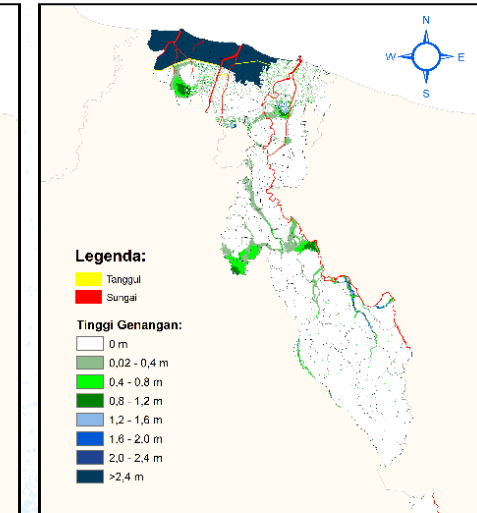 N
W E
S
Legenda:
Tanggul
Sungai
Tinggi Genangan:
0 m
0,02 - 0,4 m
0,4 - 0,8 m
0,8 - 1,2 m
1,2 - 1,6 m
1.6 - 2.0 m
2,0 - 2,4 m
>2,4 m